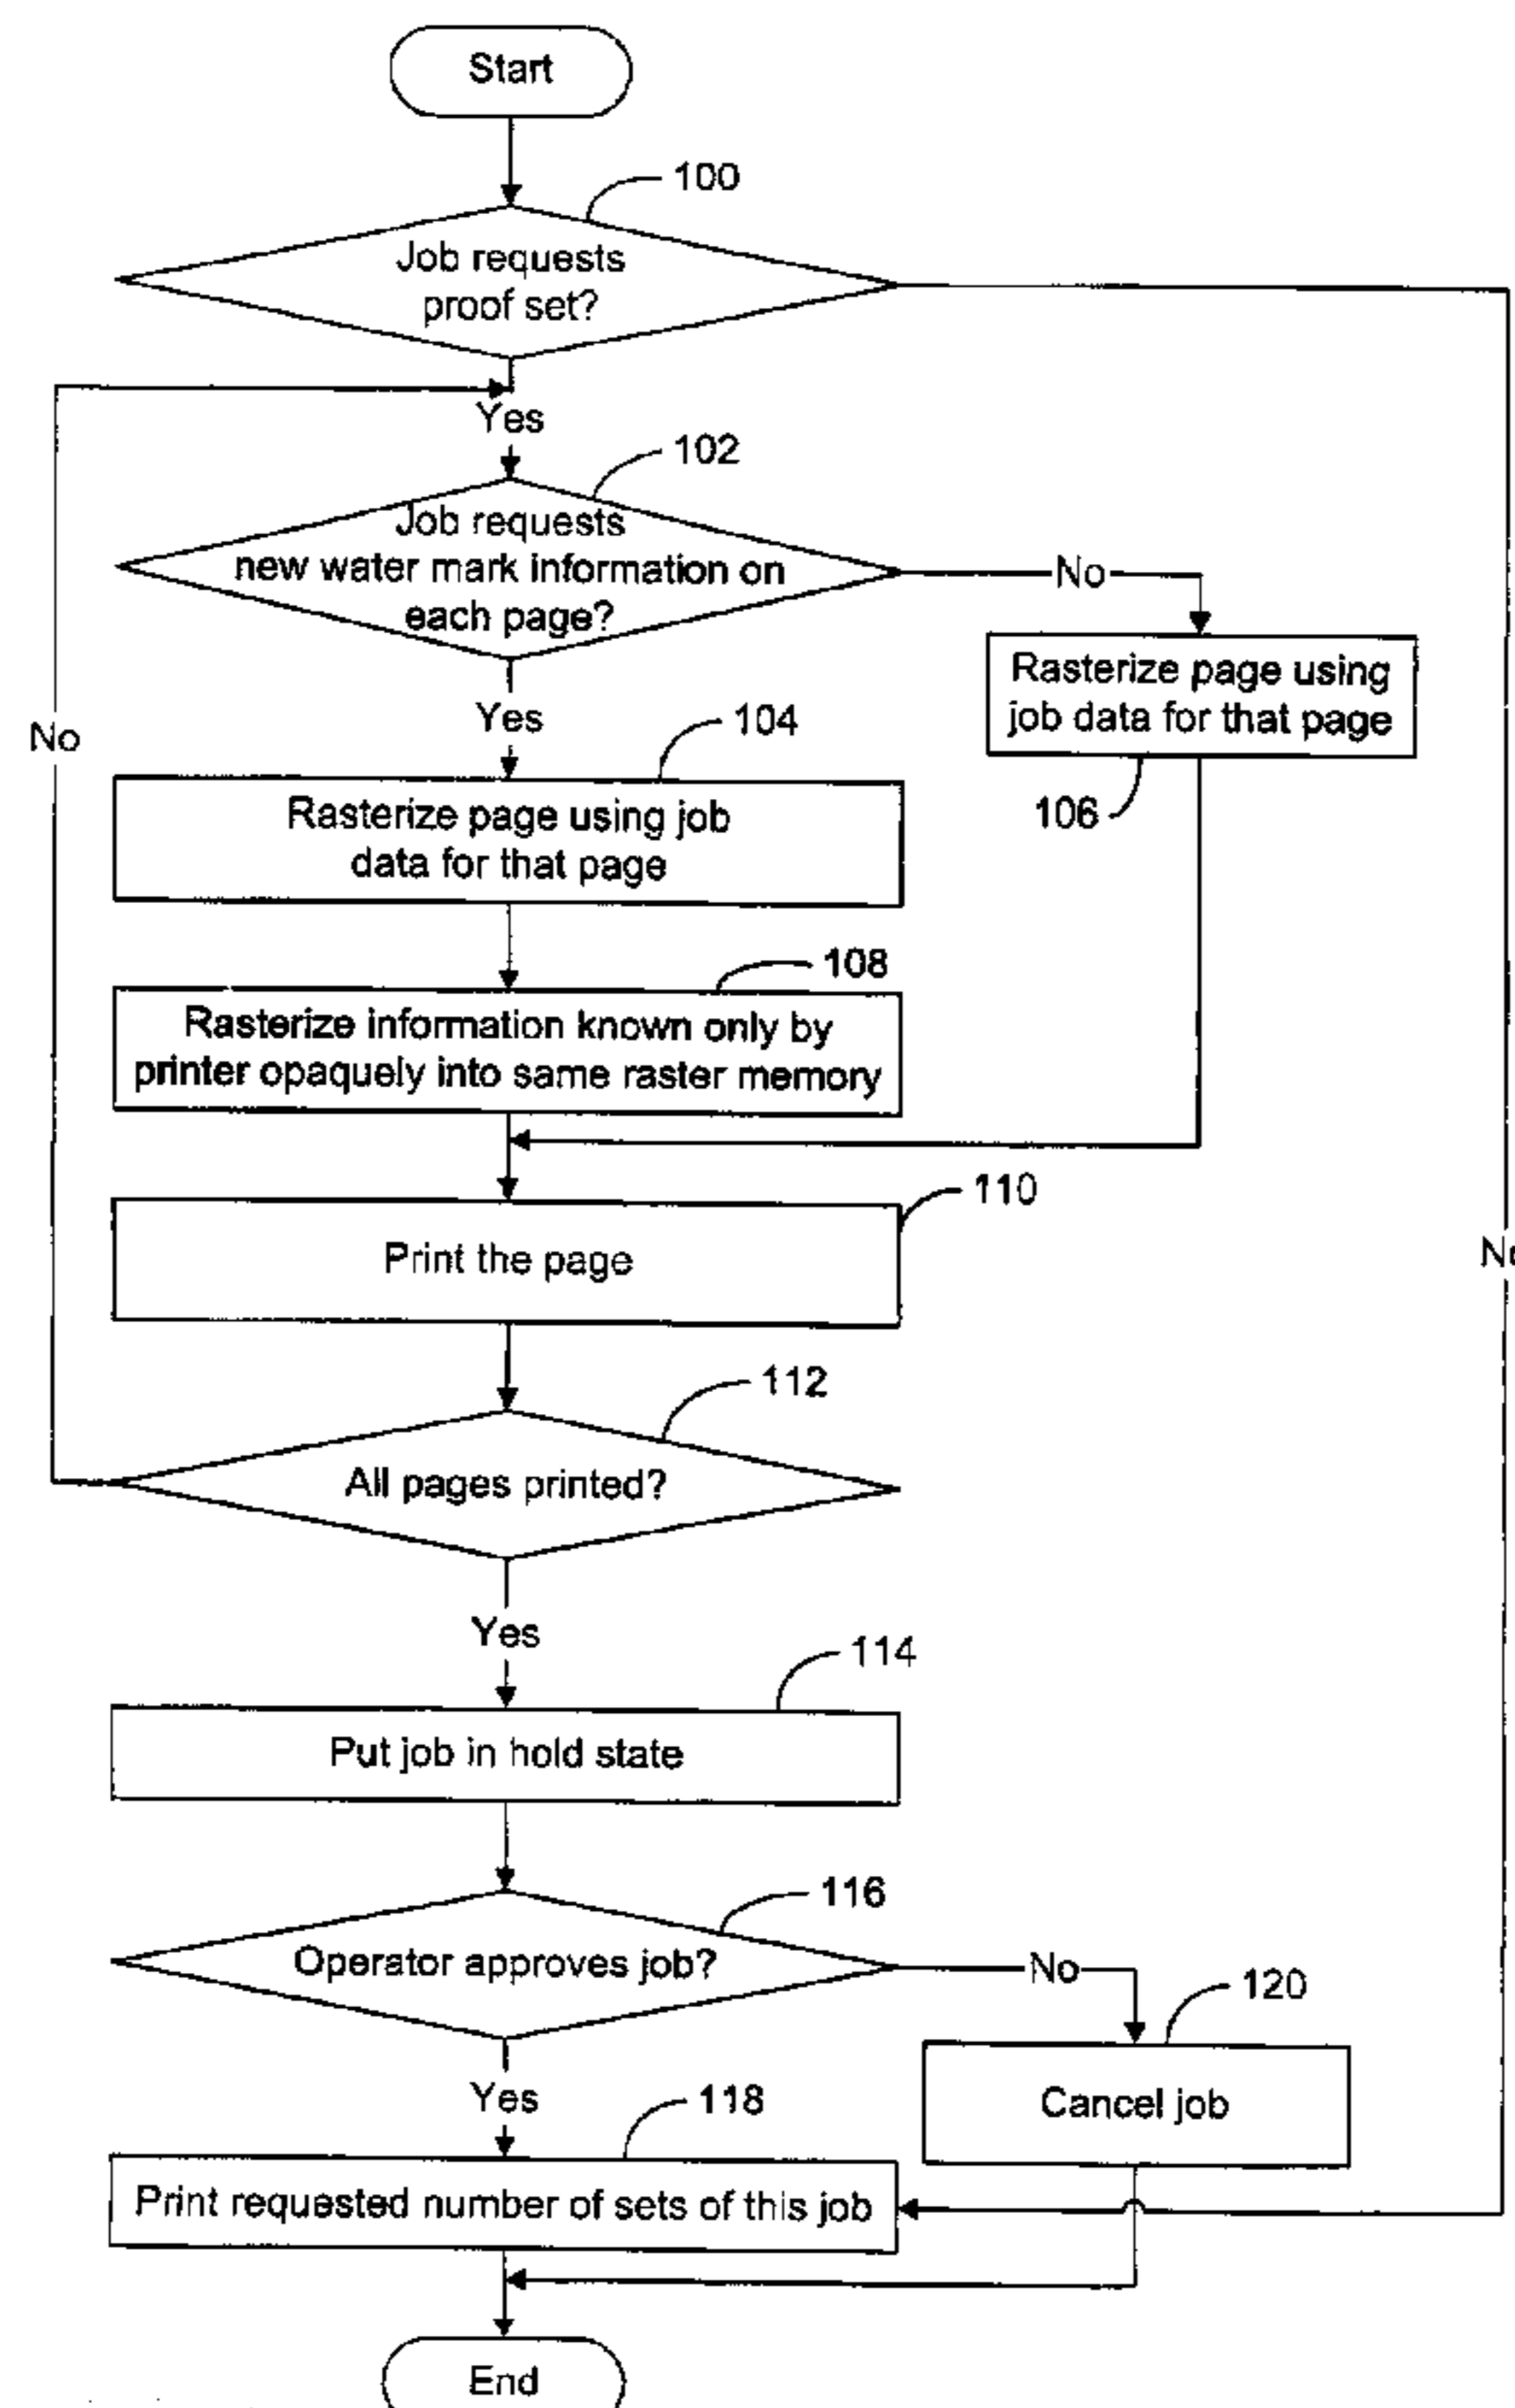 Start
100
Job requests
proof set?
Yes
102
Job requests
new water mark information on
each page?
No
Rasterize page using
job data for that page
106
Yes
104
No
Rasterize page using job
data for that page
108
Rasterize information known only by
printer opaquely into same raster memory
110
Print the page
112
All pages printed?
Yes
114
Put job in hold state
116
Operator approves job?
No
120
Cancel job
Yes
118
Print requested number of sets of this job
End